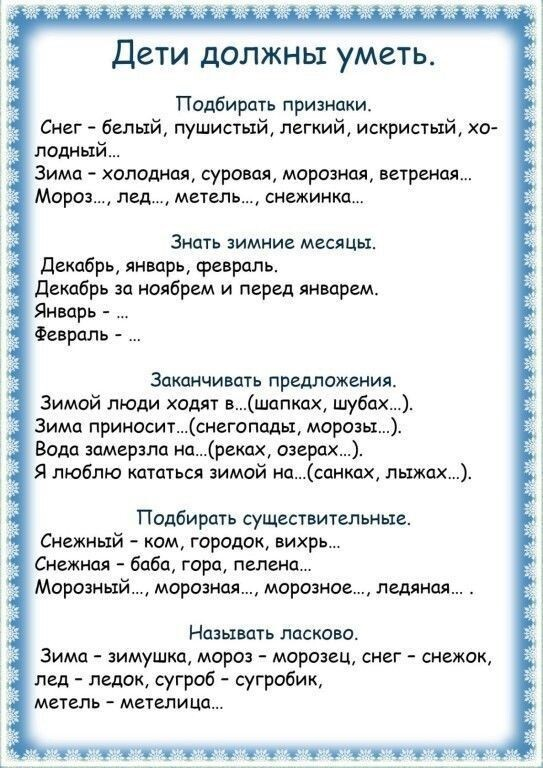 Дети должны уметь.
Подбирать признаки.
Снег - белый, пушистый, легкий, искристый, хо-
лодный...
Зима - холодная, суровая, морозная, ветреная...
Мороз..., лед..., метель..., снежинка...
Знать зимние месяцы.
Декабрь, январь, февраль.
Декабрь за ноябрем и перед январем.
Январь - ...
Февраль - ...
Заканчивать предложения.
Зимой люди ходят в...(шапках, шубах...).
Зима приносит...(снегопады, морозы...).
Вода замерзла на...(реках, озерах...).
Я люблю кататься зимой на...(санках, лыжах...).
Подбирать существительные.
Снежный - ком, городок, вихрь...
Снежная - баба, гора, пелена...
Морозный..., морозная..., морозное..., ледяная... .
Называть ласково.
Зима - зимушка, мороз - морозец, снег - снежок,
лед - ледок, сугроб - сугробик,
метель - метелица...